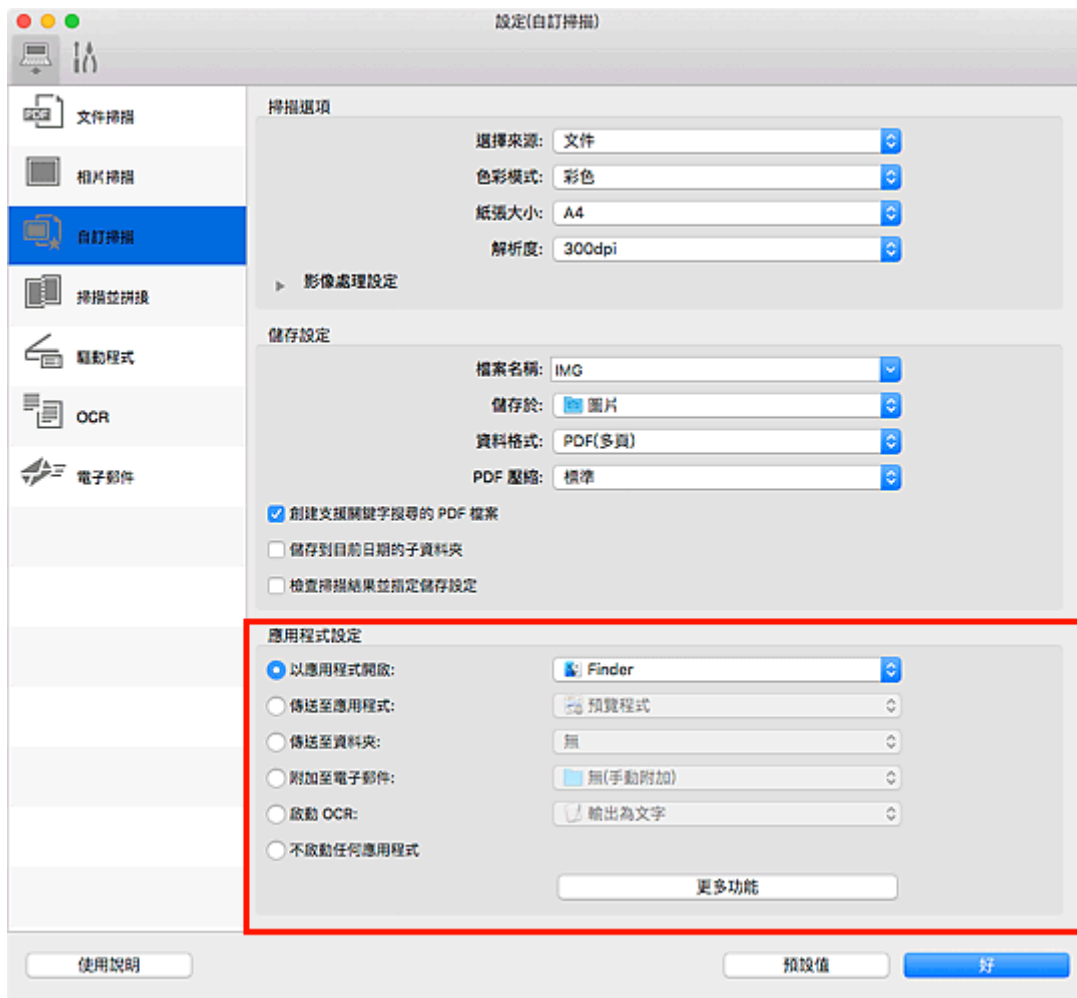 設定(自訂掃描)
文件掃描
相片掃描
自訂掃描
掃描並拼接
驅動程式
OCR
電子郵件
掃描選項
選擇來源: 文件
色彩模式: 彩色
紙張大小: A4
解析度: 300dpi
影像處理設定
儲存設定
檔案名稱: IMG
儲存於: 圖片
資料格式: PDF(多頁)
PDF 壓縮: 標準
創建支援關鍵字搜尋的 PDF 檔案
儲存到目前日期的子資料夾
檢查掃描結果並指定儲存設定
應用程式設定
以應用程式開啟: Finder
傳送至應用程式: 預覽程式
傳送至資料夾: 無
附加至電子郵件: 無(手動附加)
啟動 OCR: 輸出為文字
不啟動任何應用程式
更多功能
使用說明 預設值 好